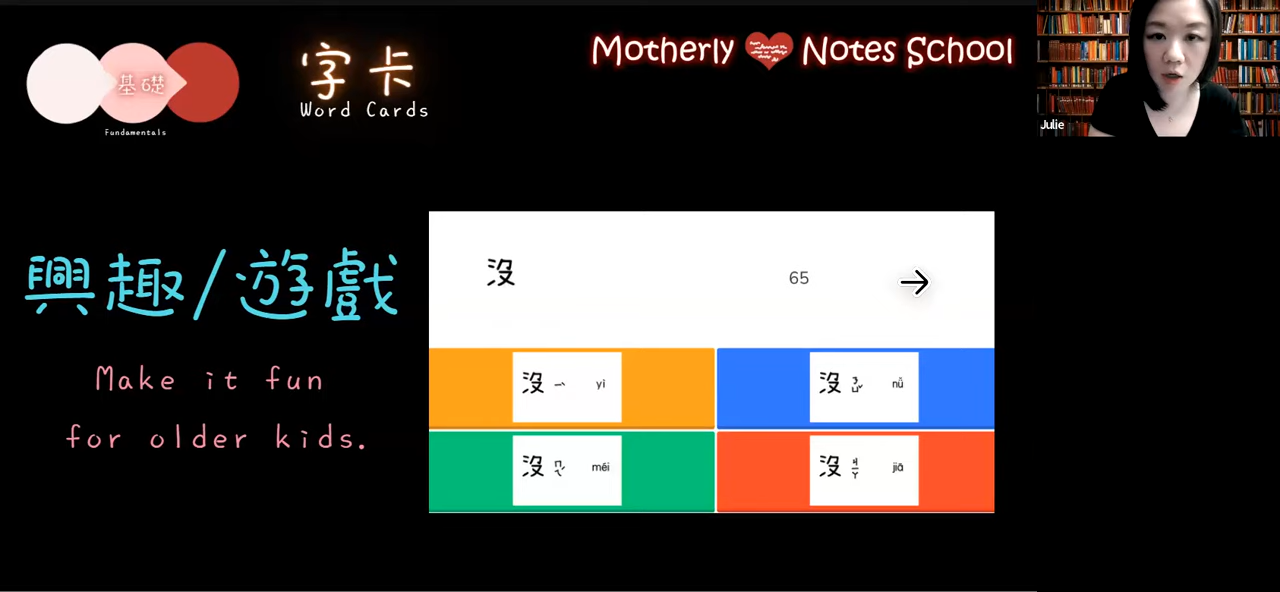 基礎
Fundamentals
字卡
Word Cards
Motherly Notes School
Julie
興趣/遊戲
Make it fun
for older kids.
沒
65
沒 ㄧ yi
沒 ㄋㄩˇ nǚ
沒 ㄇㄟˊ méi
沒 ㄐㄧㄚ jiā